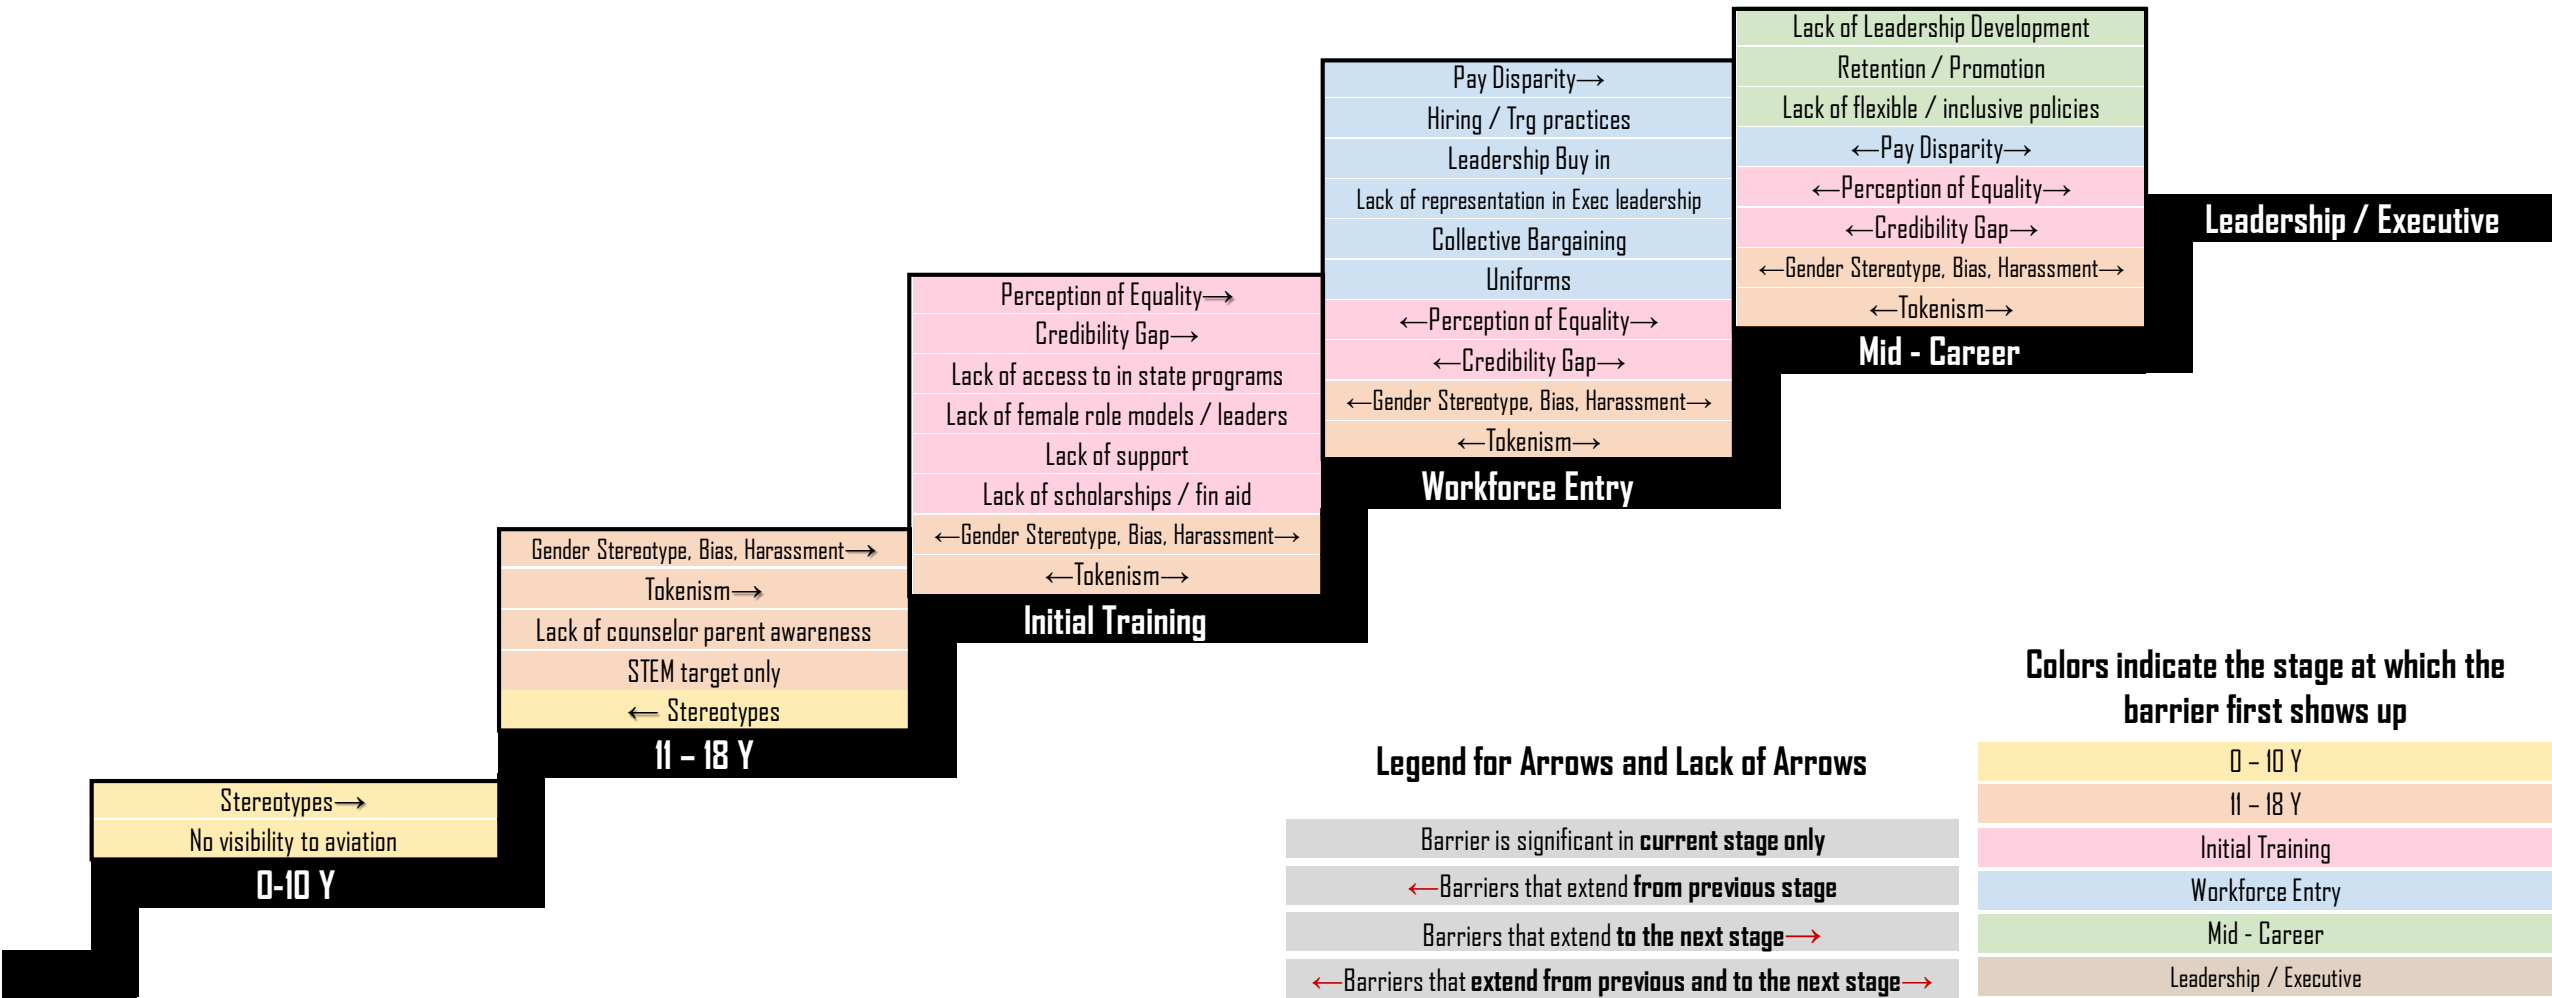 Lack of Leadership Development
Retention / Promotion
Lack of flexible / inclusive policies
←Pay Disparity→
←Perception of Equality→
←Credibility Gap→
←Gender Stereotype, Bias, Harassment→
←Tokenism→
Mid - Career
Leadership / Executive
Pay Disparity→
Hiring / Trg practices
Leadership Buy in
Lack of representation in Exec leadership
Collective Bargaining
Uniforms
←Perception of Equality→
←Credibility Gap→
←Gender Stereotype, Bias, Harassment→
←Tokenism→
Workforce Entry
Perception of Equality→
Credibility Gap→
Lack of access to in state programs
Lack of female role models / leaders
Lack of support
Lack of scholarships / fin aid
←Gender Stereotype, Bias, Harassment→
←Tokenism→
Initial Training
Gender Stereotype, Bias, Harassment→
Tokenism→
Lack of counselor parent awareness
STEM target only
← Stereotypes
11 – 18 Y
Stereotypes→
No visibility to aviation
0-10 Y
Legend for Arrows and Lack of Arrows
Barrier is significant in current stage only
←Barriers that extend from previous stage
Barriers that extend to the next stage→
←Barriers that extend from previous and to the next stage→
Colors indicate the stage at which the
barrier first shows up
0 – 10 Y
11 – 18 Y
Initial Training
Workforce Entry
Mid - Career
Leadership / Executive